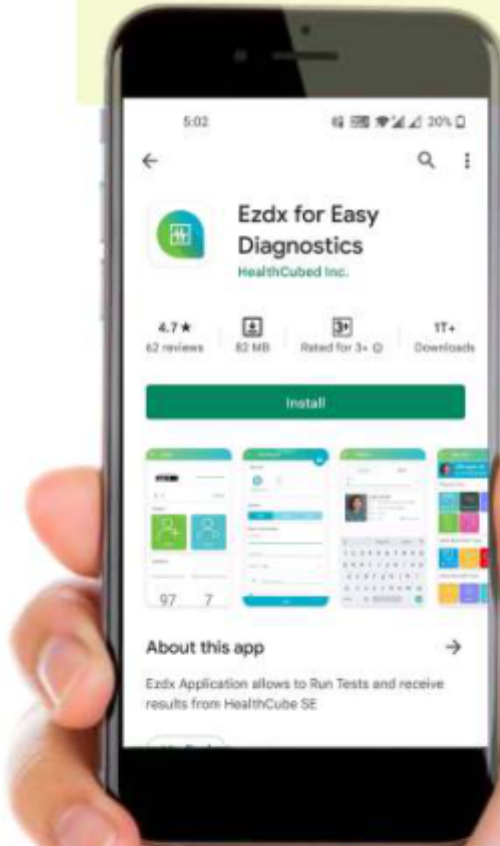 5:02
20%
Ezdx for Easy
Diagnostics
HealthCubed Inc.
4.7★
3+
1T+
62 reviews
82 MB
Rated for 3+
Downloads
Install
97 7
About this app
Ezdx Application allows to Run Tests and receive
results from HealthCube SE